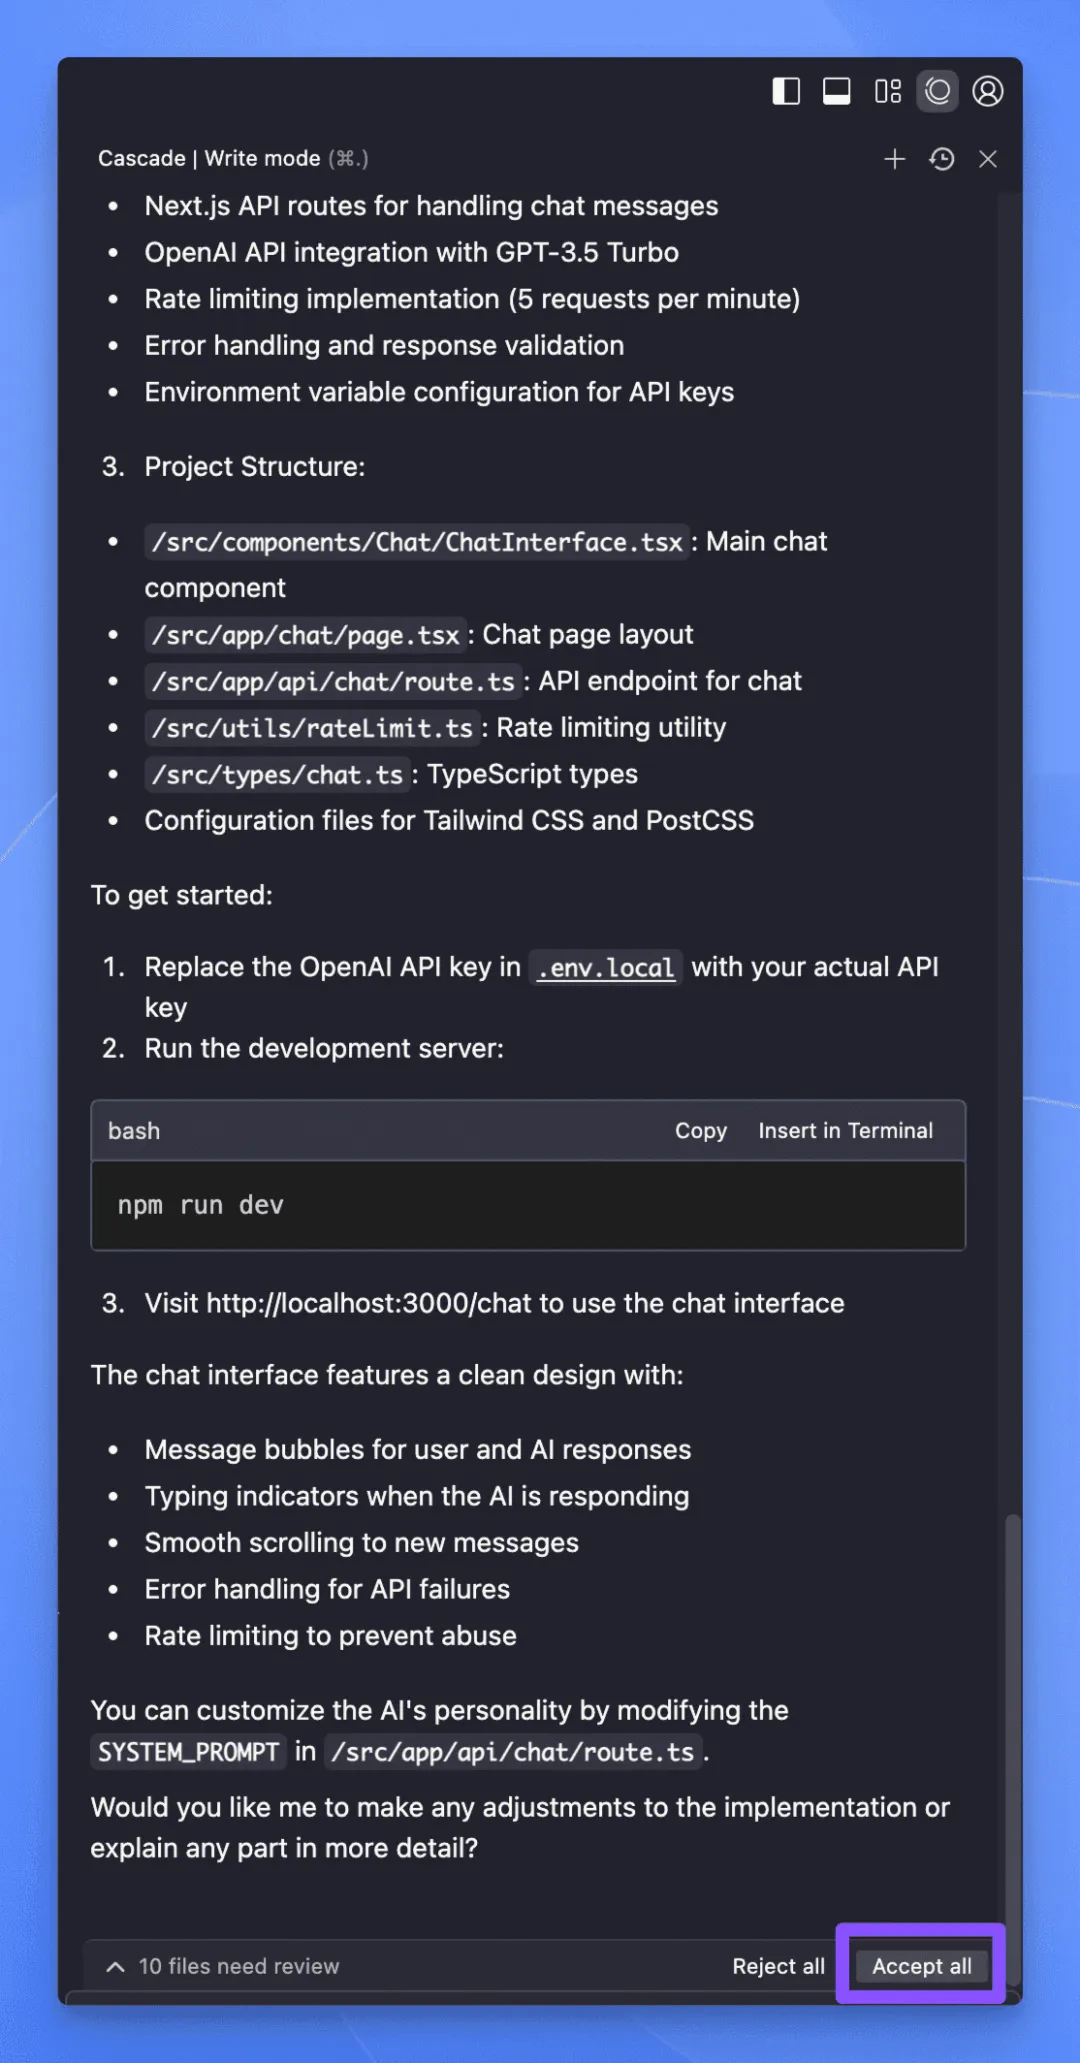 Cascade | Write mode (⌘.)
• Next.js API routes for handling chat messages
• OpenAI API integration with GPT-3.5 Turbo
• Rate limiting implementation (5 requests per minute)
• Error handling and response validation
• Environment variable configuration for API keys
3. Project Structure:
• /src/components/Chat/ChatInterface.tsx: Main chat
component
• /src/app/chat/page.tsx: Chat page layout
• /src/app/api/chat/route.ts: API endpoint for chat
• /src/utils/rateLimit.ts: Rate limiting utility
• /src/types/chat.ts: TypeScript types
• Configuration files for Tailwind CSS and PostCSS
To get started:
1. Replace the OpenAI API key in .env.local with your actual API
key
2. Run the development server:
bash Copy Insert in Terminal
npm run dev
3. Visit http://localhost:3000/chat to use the chat interface
The chat interface features a clean design with:
• Message bubbles for user and AI responses
• Typing indicators when the AI is responding
• Smooth scrolling to new messages
• Error handling for API failures
• Rate limiting to prevent abuse
You can customize the AI's personality by modifying the
SYSTEM_PROMPT in /src/app/api/chat/route.ts.
Would you like me to make any adjustments to the implementation or
explain any part in more detail?
10 files need review Reject all Accept all